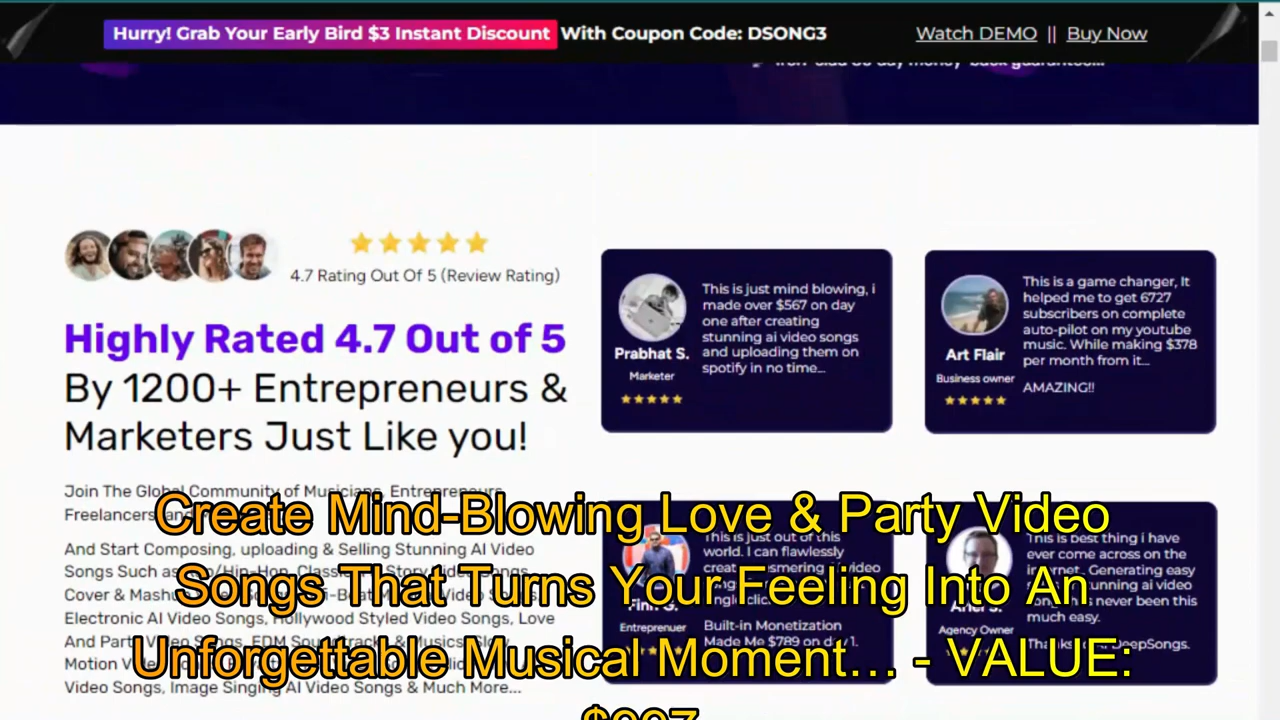 Hurry! Grab Your Early Bird $3 Instant Discount With Coupon Code: DSONG3
Watch DEMO || Buy Now
4.7 Rating Out Of 5 (Review Rating)
Highly Rated 4.7 Out of 5
By 1200+ Entrepreneurs &
Marketers Just Like you!
Join The Global Community of Musicians, Entrepreneurs,
Freelancers
And Start Composing, uploading & Selling Stunning AI Video
Songs Such as
Cover &
Electronic AI Video Songs, Hollywood Styled Video Songs, Love
And Party Video Songs, EDM
Motion
Video Songs, Image Singing AI Video Songs & Much More...
This is just mind blowing, i
made over $567 on day
one after creating
stunning ai video songs
and uploading them on
spotify in no time...
Prabhat S.
Marketer
This is a game changer, It
helped me to get 6727
subscribers on complete
auto-pilot on my youtube
music. While making $378
per month from it...
AMAZING!!
Art Flair
Business owner
This is just out of this
world. I can flawlessly
video
Built-in Monetization
Made Me $789 on day 1.
Entreprenuer
This is best thing i have
ever come across on the
internet. Generating easy
stunning ai video
never been this
much easy.
DeepSongs.
Agency Owner
Create Mind-Blowing Love & Party Video
Songs That Turns Your Feeling Into An
Unforgettable Musical Moment... - VALUE: